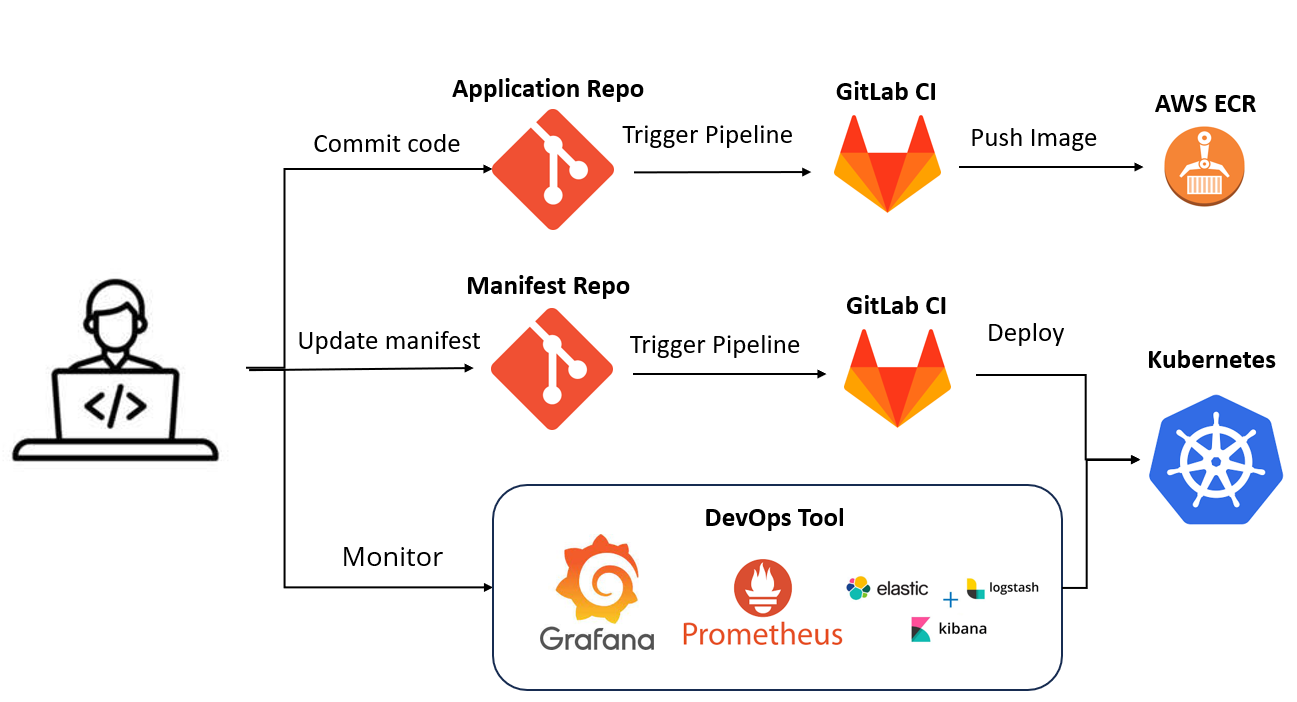 Application Repo
GitLab CI
AWS ECR
Commit code
Trigger Pipeline
Push Image
Manifest Repo
GitLab CI
Update manifest
Trigger Pipeline
Deploy
Kubernetes
</>
DevOps Tool
Monitor
Grafana
Prometheus
elastic
+
logstash
kibana